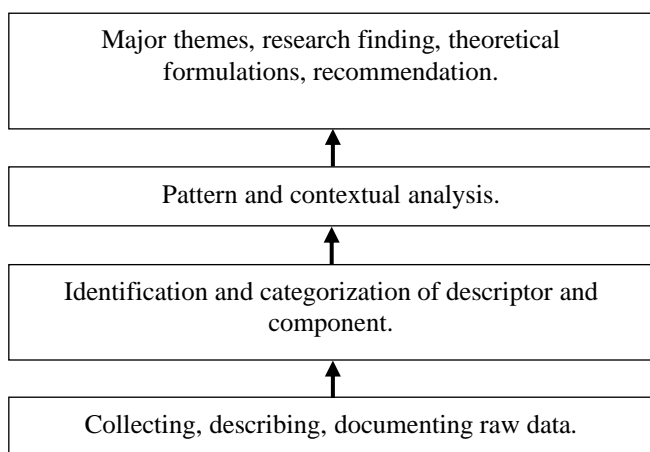 Major themes, research finding, theoretical
formulations, recommendation.
Pattern and contextual analysis.
Identification and categorization of descriptor and
component.
Collecting, describing, documenting raw data.